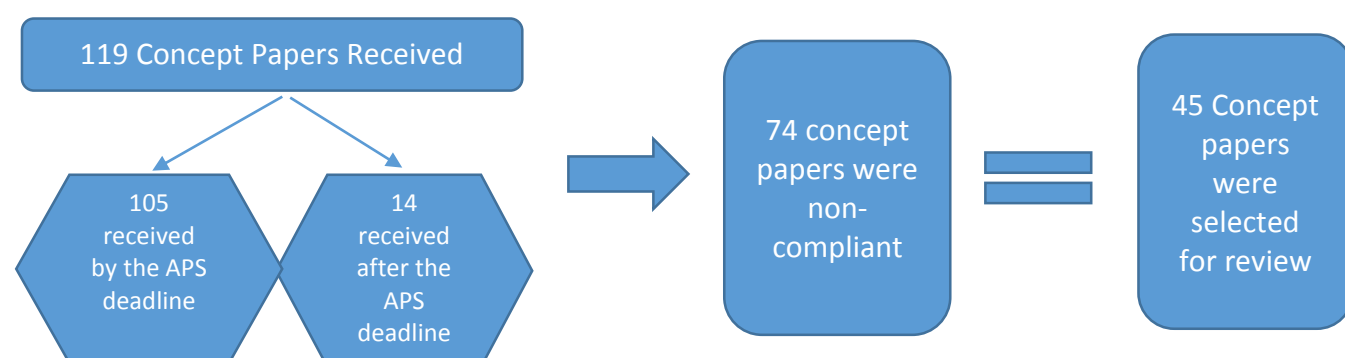 119 Concept Papers Received
105
received
by the APS
deadline
14
received
after the
APS
deadline
74 concept
papers were
non-
compliant
45 Concept
papers
were
selected
for review